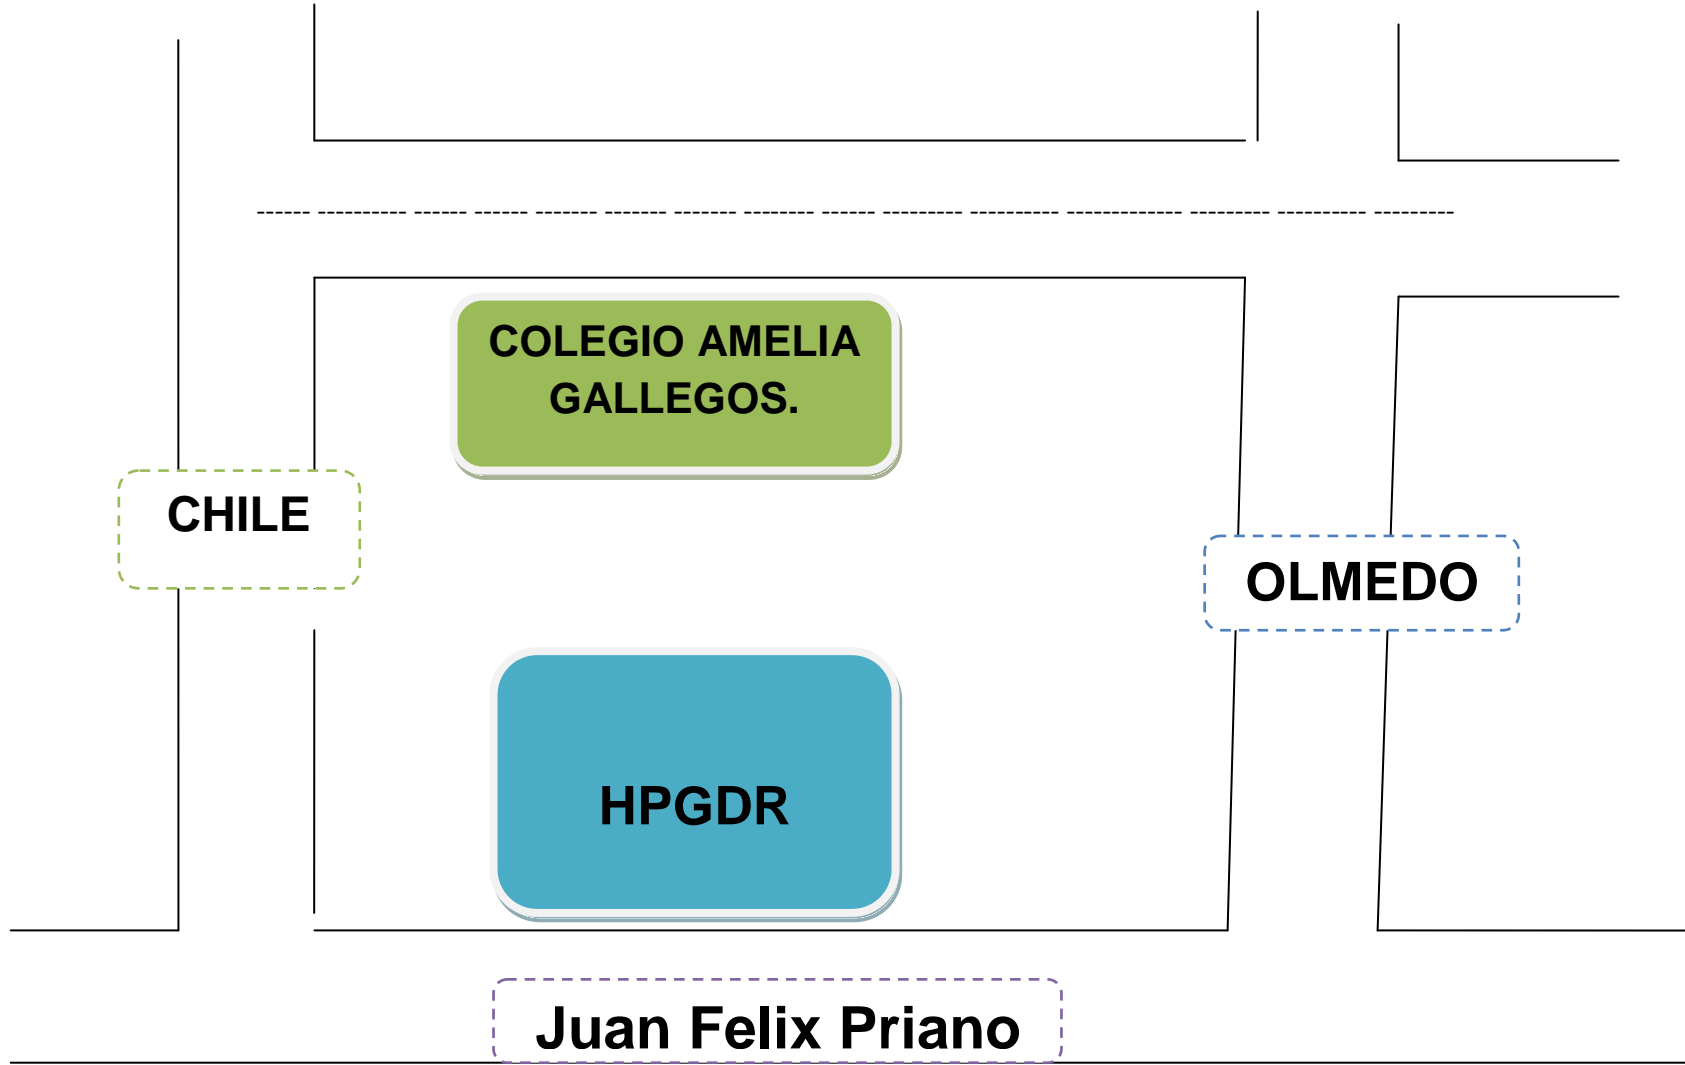 COLEGIO AMELIA
GALLEGOS.
CHILE
OLMEDO
HPGDR
Juan Felix Priano